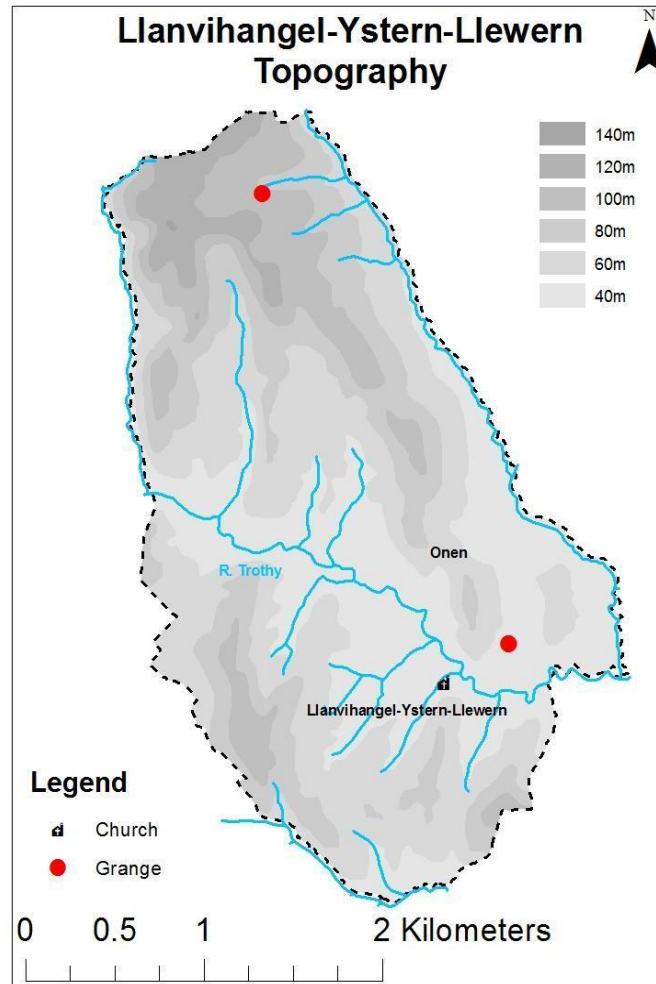 Llanvihangel-Ystern-Llewern
Topography
N
140m
120m
100m
80m
60m
40m
Onen
R. Trothy
Llanvihangel-Ystern-Llewern
Legend
Church
Grange
0 0.5 1 2 Kilometers